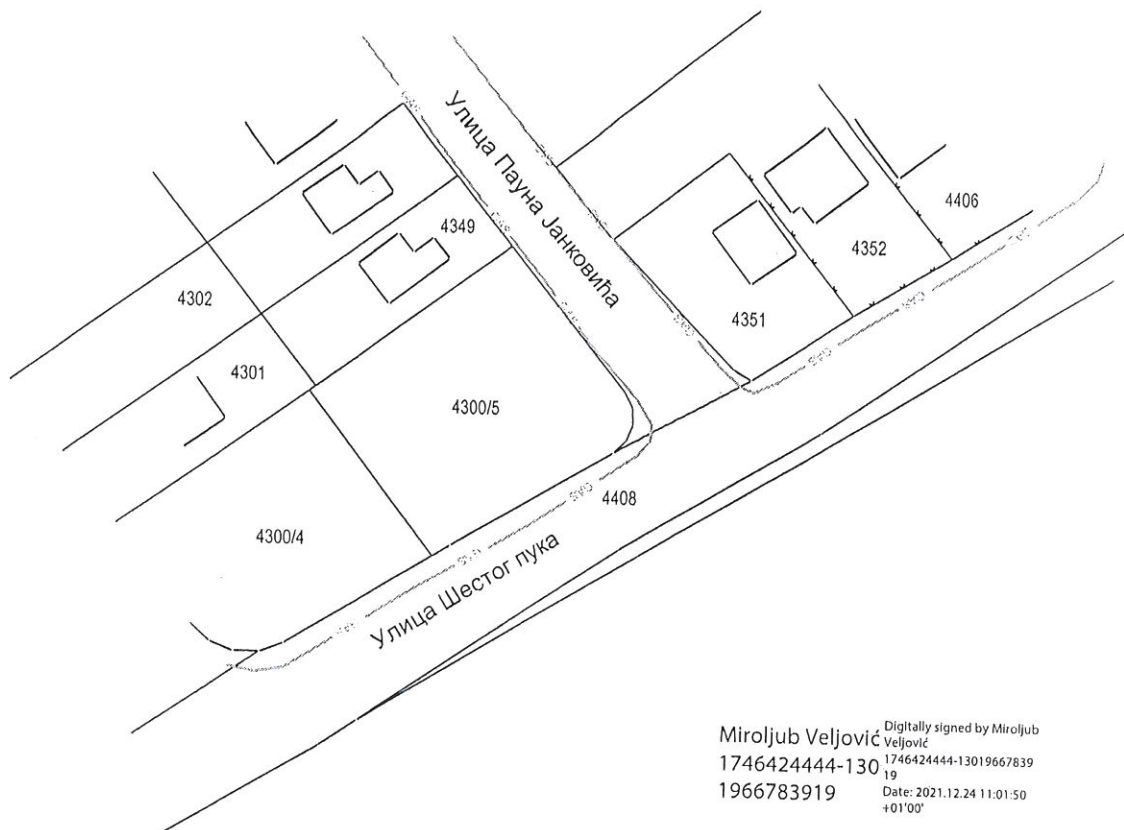 Улица Пауна Јанковића
4406
4349
4352
4302
4351
4301
4300/5
4408
4300/4
Улица Шестог пука
Miroljub Veljović
1746424444-130
1966783919
Digitally signed by Miroljub
Veljović
1746424444-13019667839
19
Date: 2021.12.24 11:01:50
+01'00'